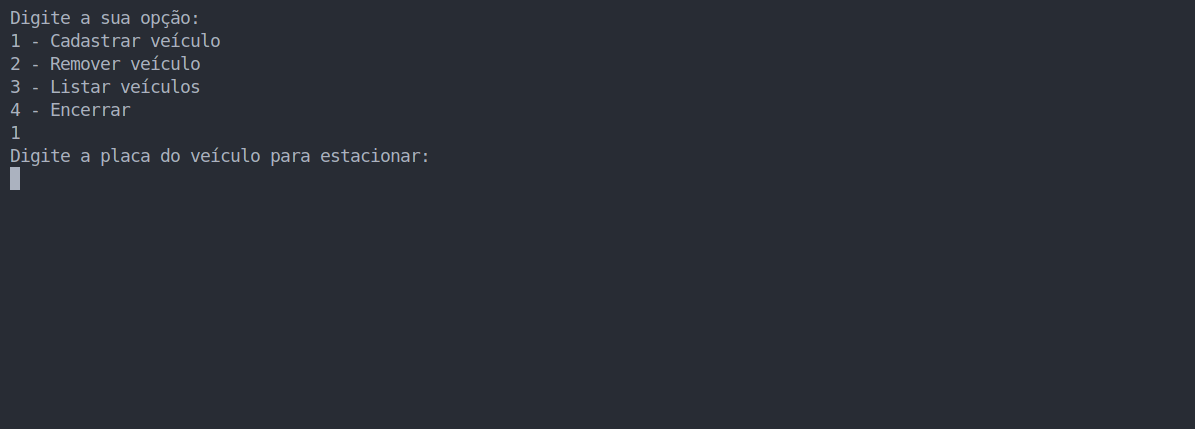 Digite a sua opção:
1 - Cadastrar veículo
2 - Remover veículo
3 - Listar veículos
4 - Encerrar
1
Digite a placa do veículo para estacionar: